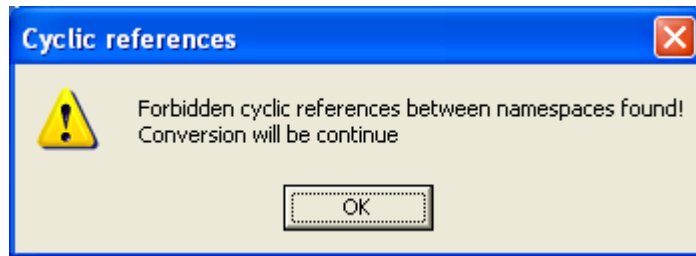 Cyclic references
Forbidden cyclic references between namespaces found!
Conversion will be continue
OK